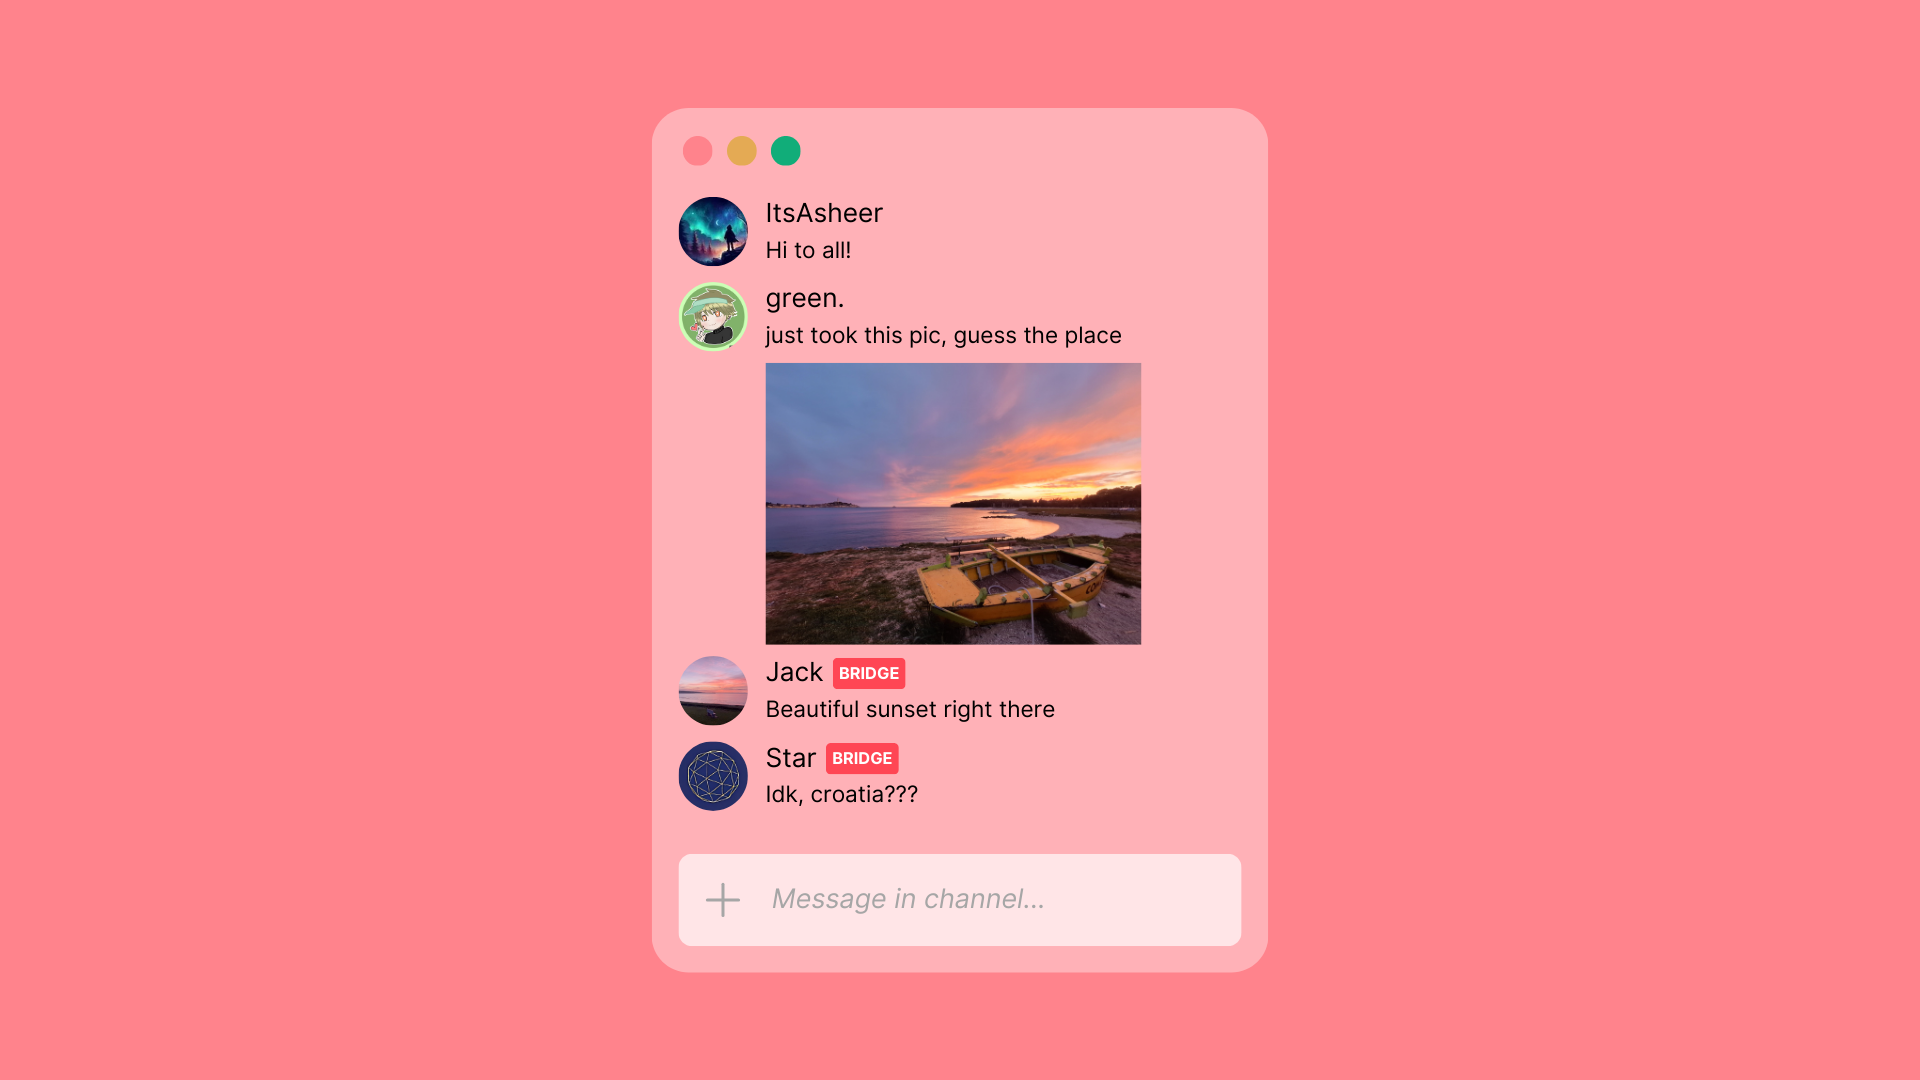 ItsAsheer
Hi to all!
green.
just took this pic, guess the place
Jack BRIDGE
Beautiful sunset right there
Star BRIDGE
Idk, croatia???
Message in channel...